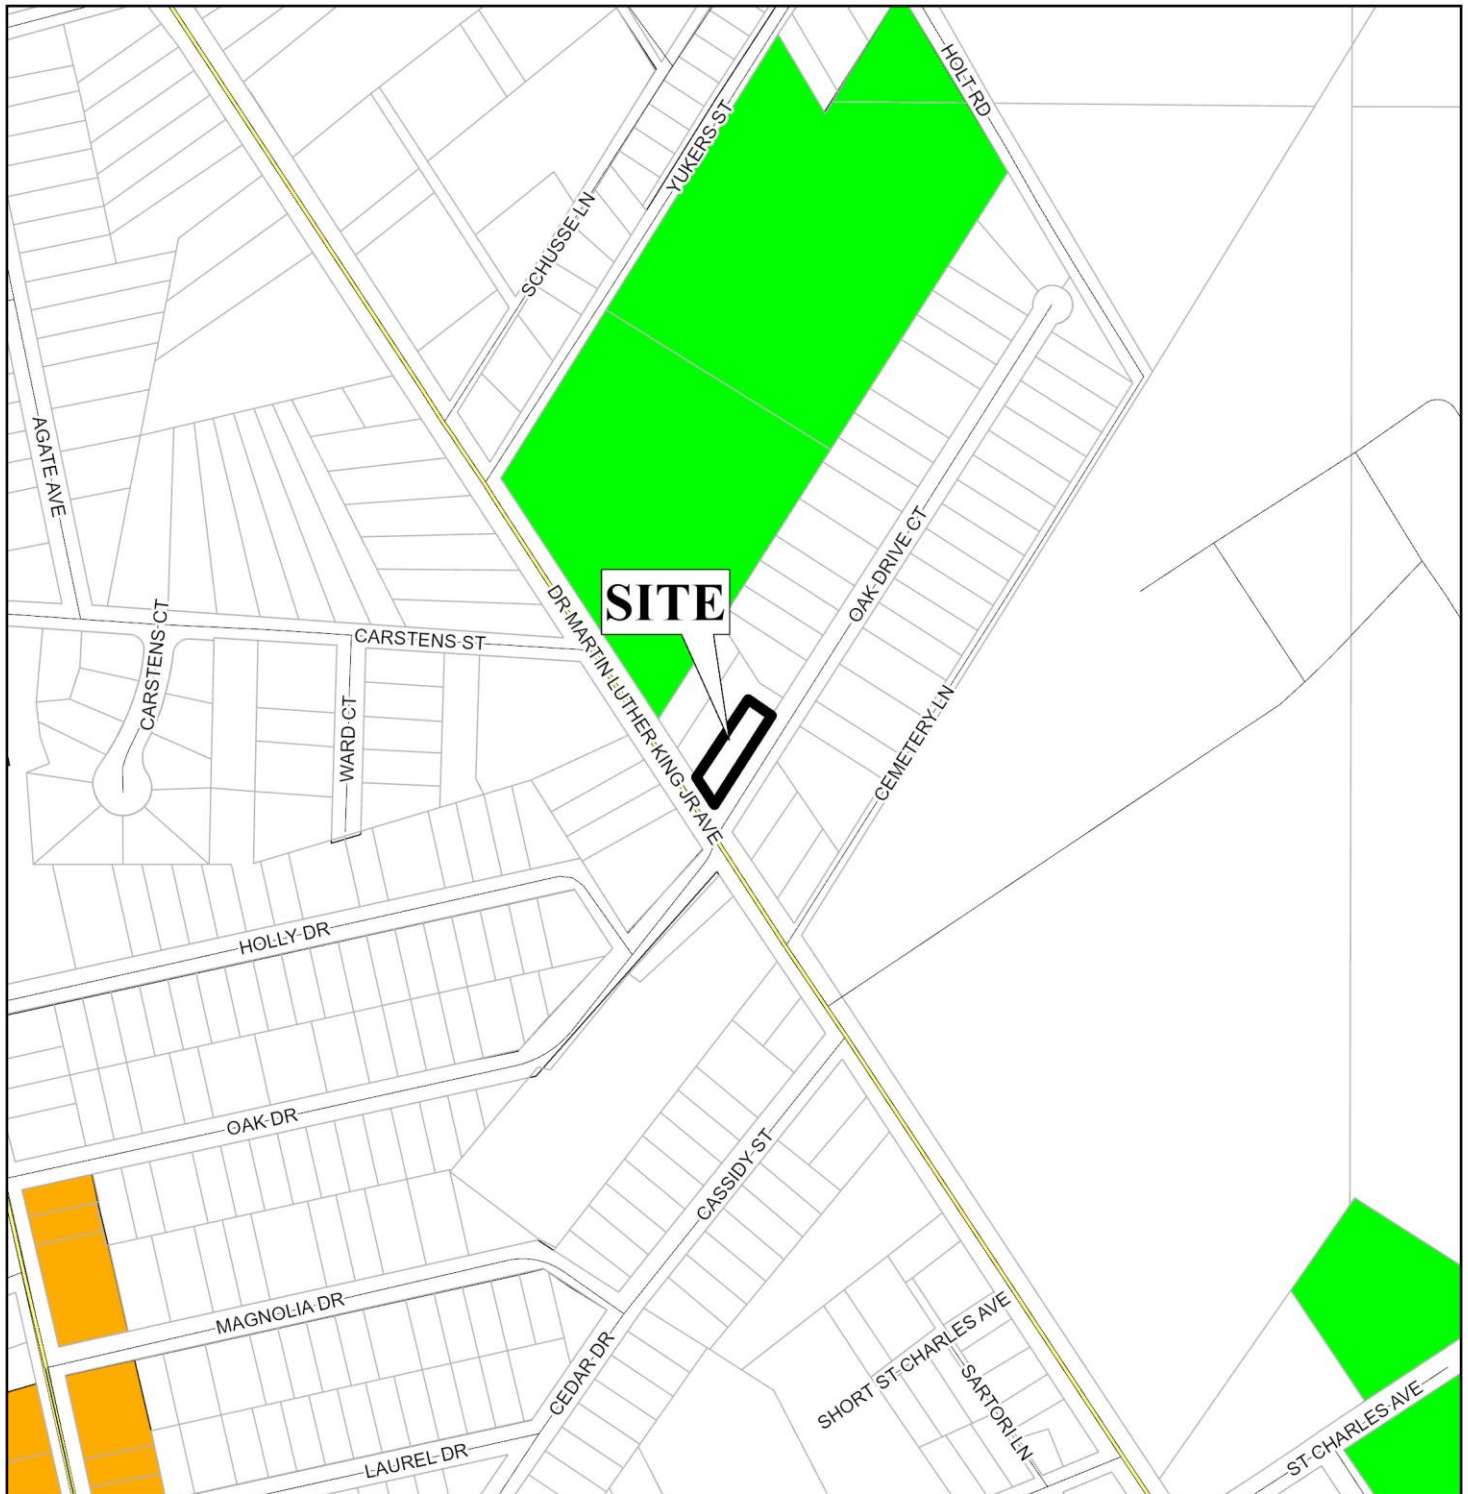 HOLT RD
YUKERS ST
SCHUSSE LN
AGATE AVE
OAK DRIVE CT
SITE
DR MARTIN LUTHER KING JR AVE
CARSTENS CT
CARSTENS ST
WARD CT
CEMETERY LN
HOLLY DR
OAK DR
CASSIDY ST
MAGNOLIA DR
SHORT ST CHARLES AVE
CEDAR DR
SARTORI LN
ST CHARLES AVE
LAUREL DR